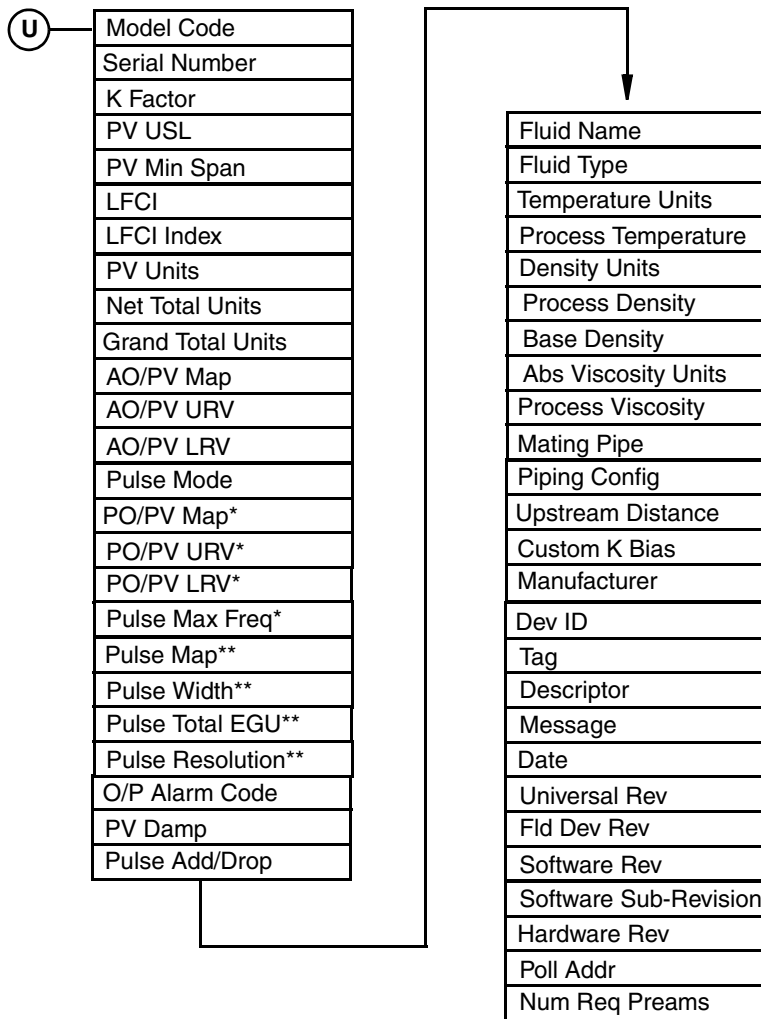 U
Model Code
Serial Number
K Factor
PV USL
PV Min Span
LFCI
LFCI Index
PV Units
Net Total Units
Grand Total Units
AO/PV Map
AO/PV URV
AO/PV LRV
Pulse Mode
PO/PV Map*
PO/PV URV*
PO/PV LRV*
Pulse Max Freq*
Pulse Map**
Pulse Width**
Pulse Total EGU**
Pulse Resolution**
O/P Alarm Code
PV Damp
Pulse Add/Drop
Fluid Name
Fluid Type
Temperature Units
Process Temperature
Density Units
Process Density
Base Density
Abs Viscosity Units
Process Viscosity
Mating Pipe
Piping Config
Upstream Distance
Custom K Bias
Manufacturer
Dev ID
Tag
Descriptor
Message
Date
Universal Rev
Fld Dev Rev
Software Rev
Software Sub-Revision
Hardware Rev
Poll Addr
Num Req Preams